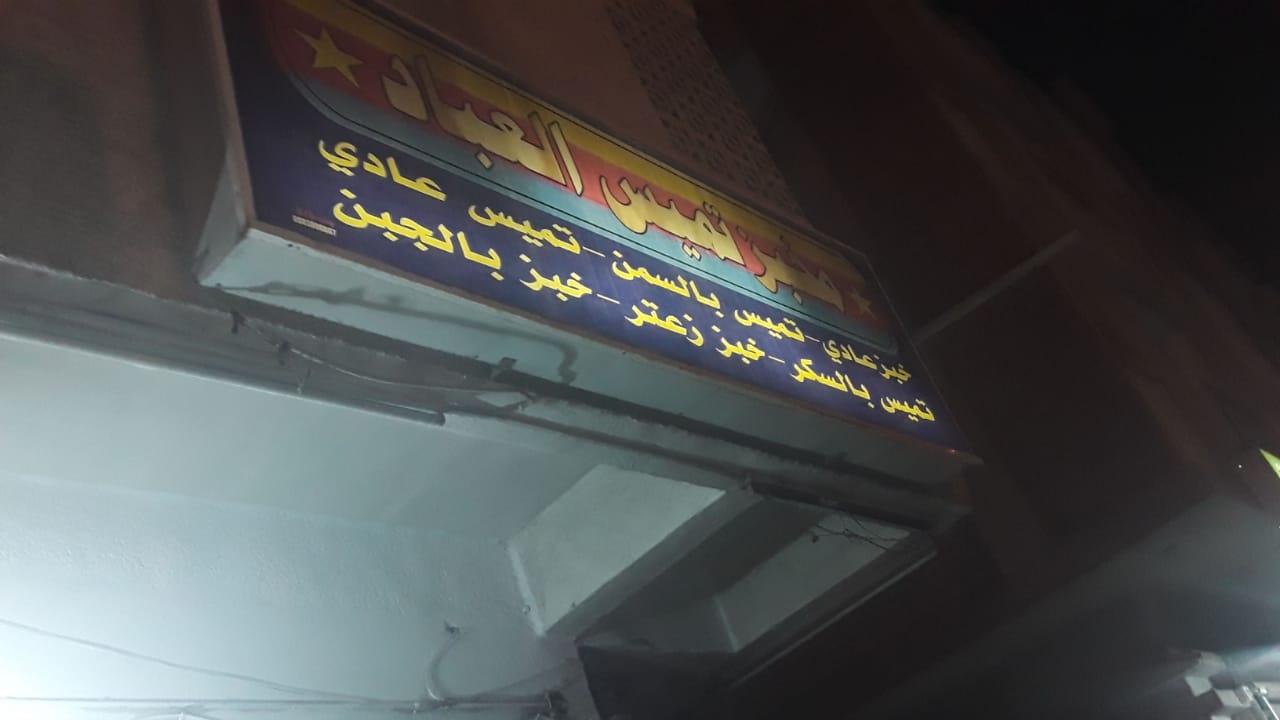 مخبز تميس العباد
خبز عادي - تميس بالسمن - تميس عادي
تميس بالسكر - خبز زعتر - خبز بالجبن